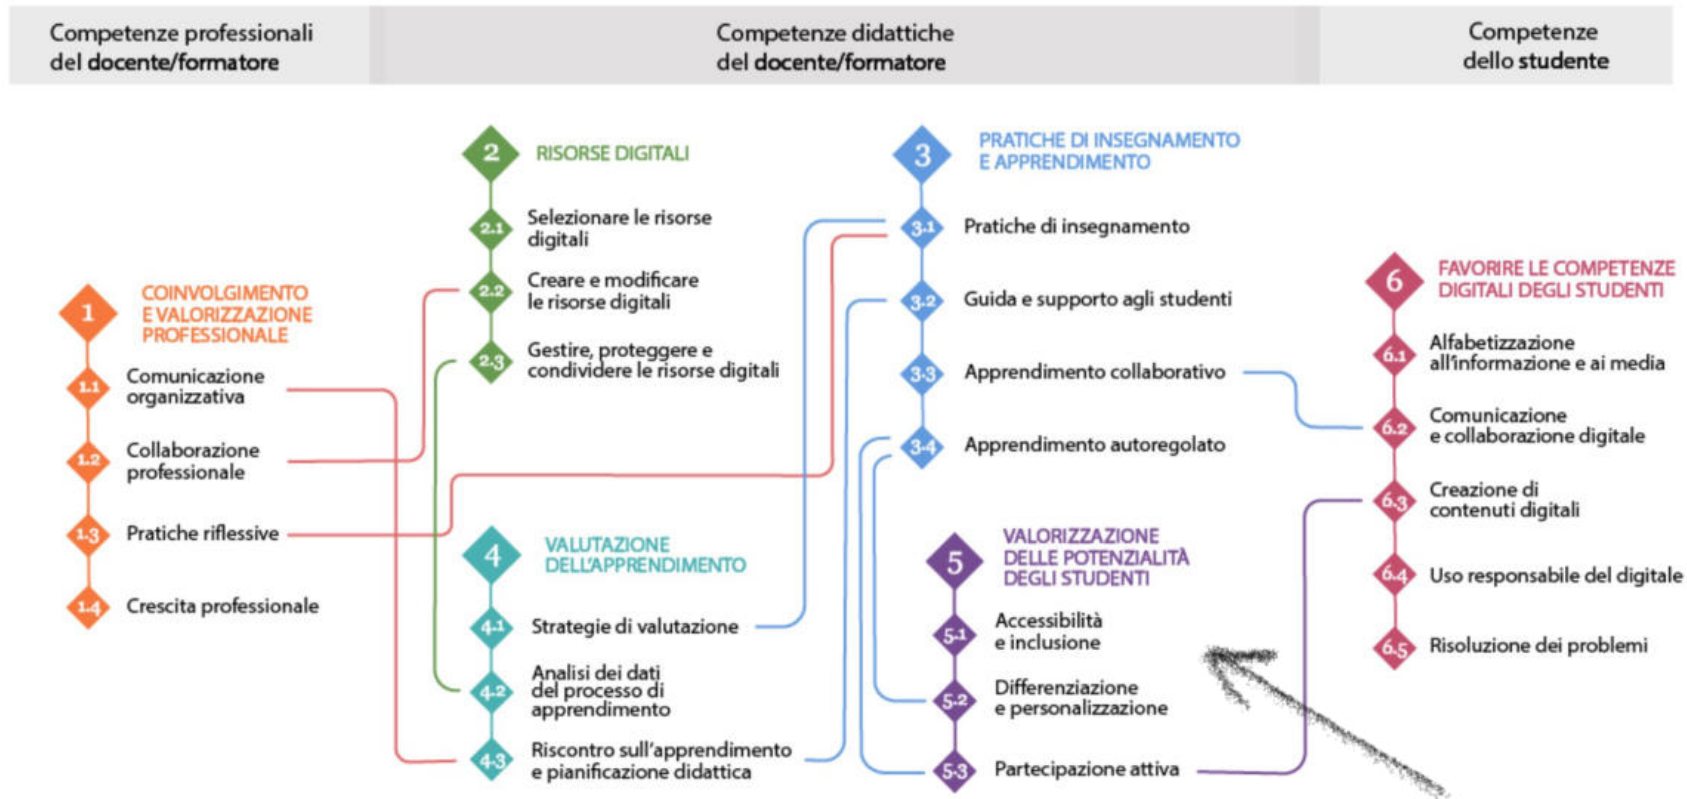 Competenze professionali
del docente/formatore
Competenze didattiche
del docente/formatore
Competenze
dello studente
1
COINVOLGIMENTO
E VALORIZZAZIONE
PROFESSIONALE
1.1
Comunicazione
organizzativa
1.2
Collaborazione
professionale
1.3
Pratiche riflessive
1.4
Crescita professionale
2
RISORSE DIGITALI
2.1
Selezionare le risorse
digitali
2.2
Creare e modificare
le risorse digitali
2.3
Gestire, proteggere e
condividere le risorse digitali
3
PRATICHE DI INSEGNAMENTO
E APPRENDIMENTO
3.1
Pratiche di insegnamento
3.2
Guida e supporto agli studenti
3.3
Apprendimento collaborativo
3.4
Apprendimento autoregolato
4
VALUTAZIONE
DELL'APPRENDIMENTO
4.1
Strategie di valutazione
4.2
Analisi dei dati
del processo di
apprendimento
4.3
Riscontro sull'apprendimento
e pianificazione didattica
5
VALORIZZAZIONE
DELLE POTENZIALITÀ
DEGLI STUDENTI
5.1
Accessibilità
e inclusione
5.2
Differenziazione
e personalizzazione
5.3
Partecipazione attiva
6
FAVORIRE LE COMPETENZE
DIGITALI DEGLI STUDENTI
6.1
Alfabetizzazione
all'informazione e ai media
6.2
Comunicazione
e collaborazione digitale
6.3
Creazione di
contenuti digitali
6.4
Uso responsabile del digitale
6.5
Risoluzione dei problemi